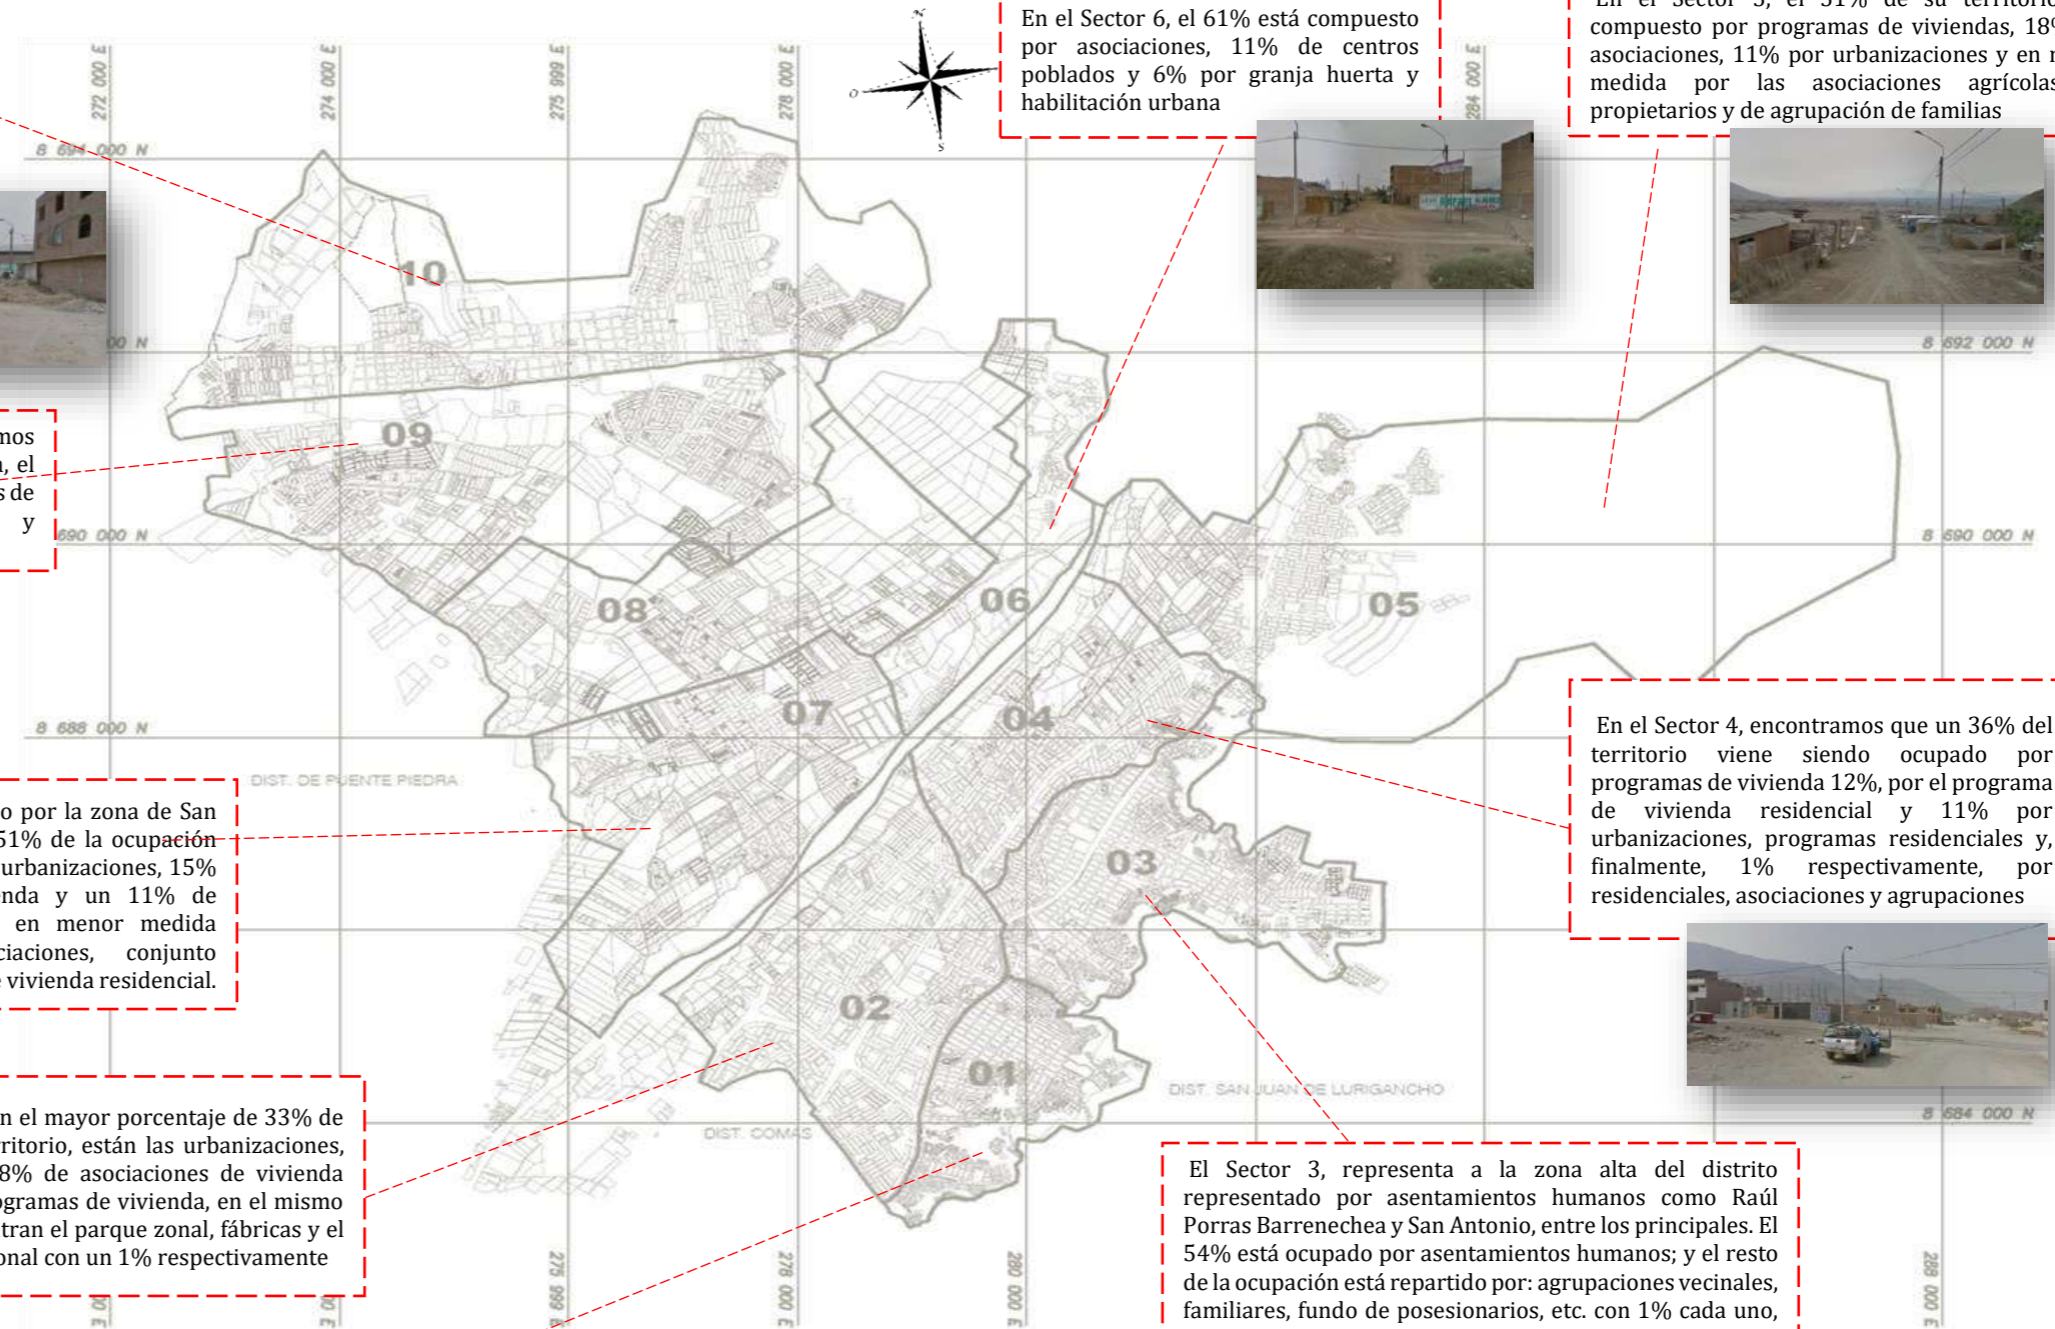 En el Sector 6, el 61% está compuesto
por asociaciones, 11% de centros
poblados y 6% por granja huerta y
habilitación urbana
compuesto por programas de viviendas, 18%
asociaciones, 11% por urbanizaciones y en
medida por las asociaciones agrícolas
propietarios y de agrupación de familias
272 000 E
274 000 E
275 999 E
278 000 E
284 000 E
N
O
S
8 694 000 N
00 N
8 692 000 N
10
09
mos
, el
s de
y
690 000 N
8 690 000 N
08
06
05
07
04
8 688 000 N
DIST. DE PUENTE PIEDRA
En el Sector 4, encontramos que un 36% del
territorio viene siendo ocupado por
programas de vivienda 12%, por el programa
de vivienda residencial y 11% por
urbanizaciones, programas residenciales y,
finalmente, 1% respectivamente, por
residenciales, asociaciones y agrupaciones
o por la zona de San
51% de la ocupación
urbanizaciones, 15%
enda y un 11% de
en menor medida
ciaciones, conjunto
e vivienda residencial.
03
02
01
DIST. SAN JUAN DE LURIGANCHO
DIST. COMAS
8 684 000 N
n el mayor porcentaje de 33% de
rritorio, están las urbanizaciones,
8% de asociaciones de vivienda
ogramas de vivienda, en el mismo
tran el parque zonal, fábricas y el
onal con un 1% respectivamente
El Sector 3, representa a la zona alta del distrito
representado por asentamientos humanos como Raúl
Porras Barrenechea y San Antonio, entre los principales. El
54% está ocupado por asentamientos humanos; y el resto
de la ocupación está repartido por: agrupaciones vecinales,
familiares, fundo de posesionarios, etc. con 1% cada uno,
275 999 E
278 000 E
280 000 E
288 000 E